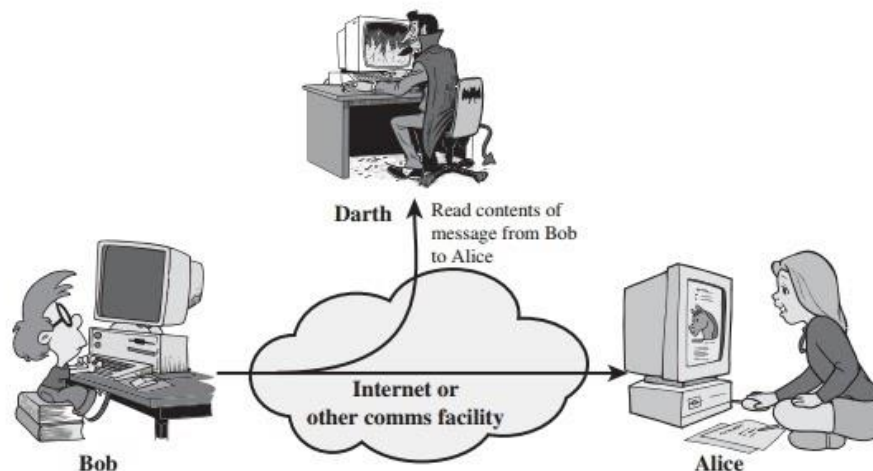 Darth
Read contents of
message from Bob
to Alice
Internet or
other comms facility
Bob
Alice